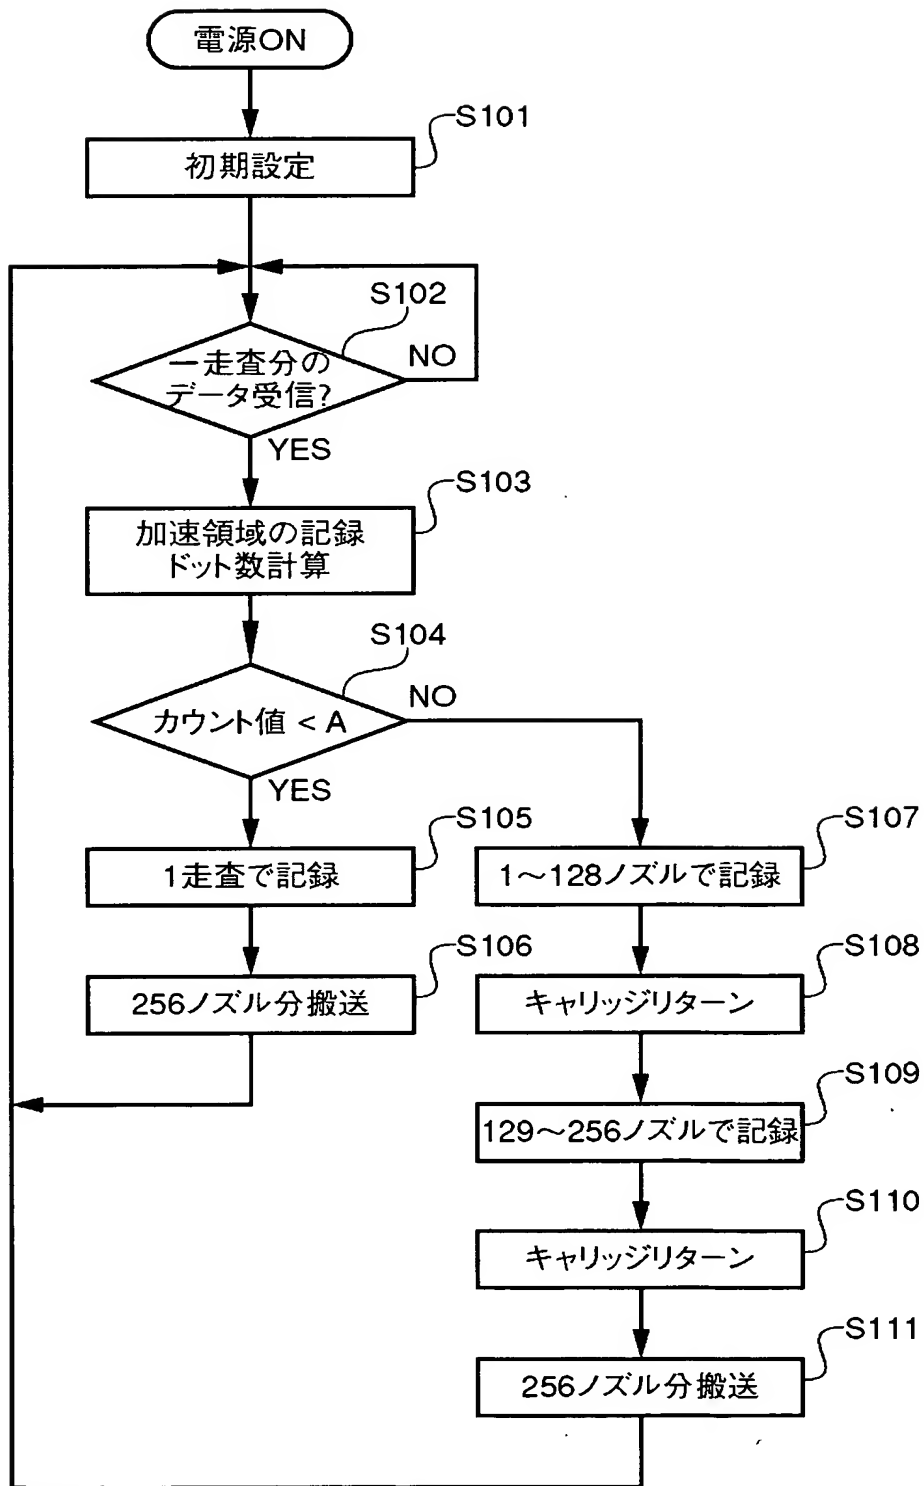 電源ON
S101
初期設定
S102
一走査分の
データ受信?
NO
YES
S103
加速領域の記録
ドット数計算
S104
カウント値 < A
NO
YES
S105
1走査で記録
S106
256ノズル分搬送
S107
1〜128ノズルで記録
S108
キャリッジリターン
S109
129〜256ノズルで記録
S110
キャリッジリターン
S111
256ノズル分搬送